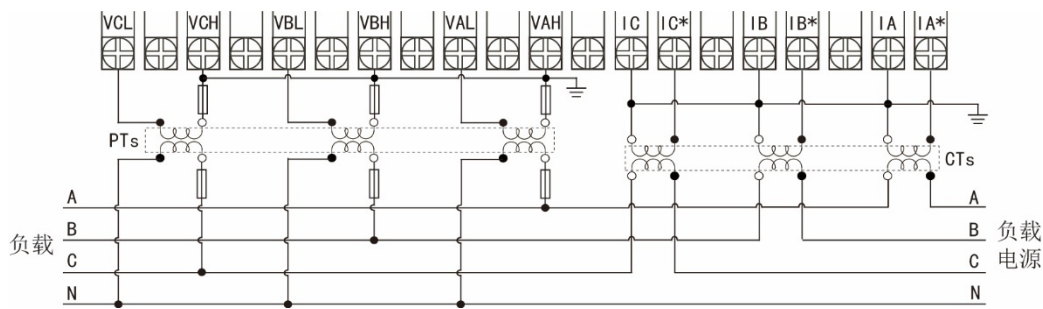 VCL VCH VBL VBH VAL VAH IC IC* IB IB* IA IA*
PTs
CTs
A A
B B
负载 负载
C C 电源
N N